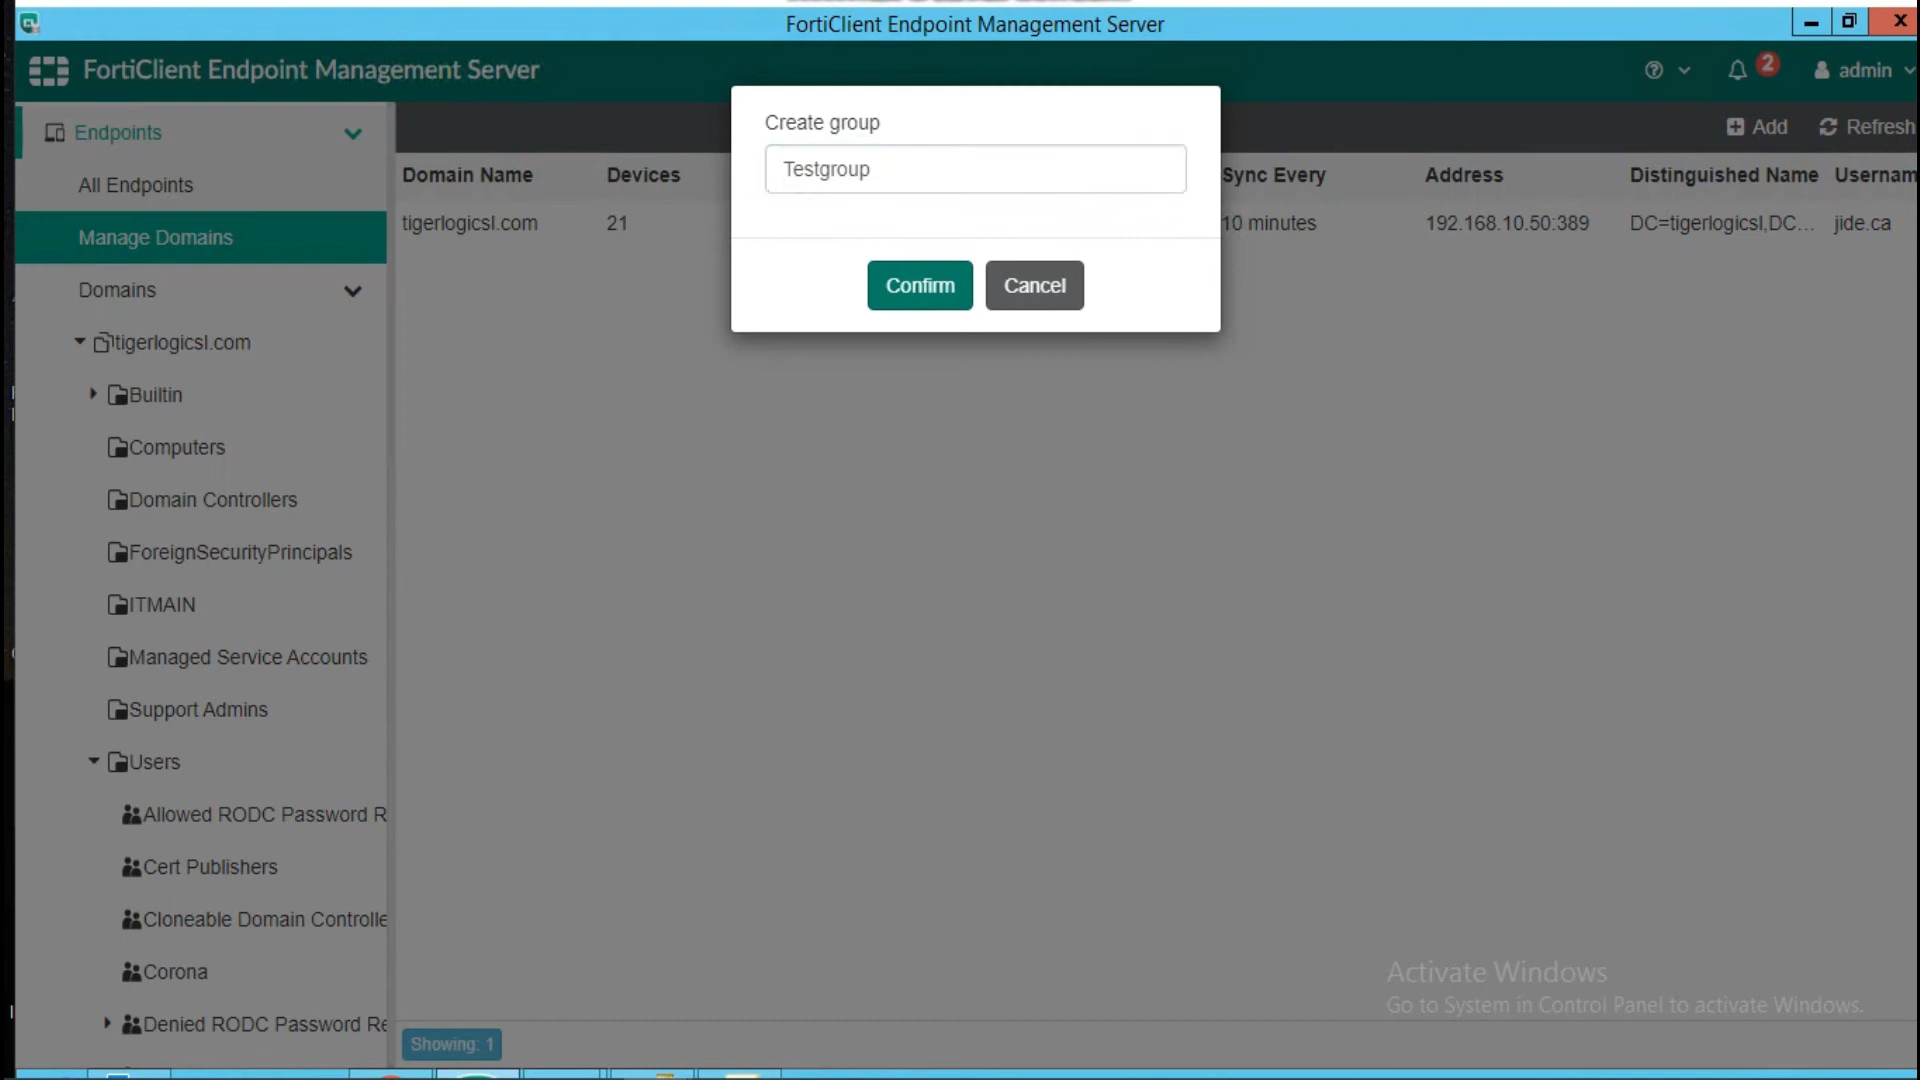 FortiClient Endpoint Management Server
FortiClient Endpoint Management Server
2
admin
Create group
Testgroup
Confirm
Cancel
Add
Refresh
Endpoints
All Endpoints
Manage Domains
Domains
tigerlogicsl.com
Builtin
Computers
Domain Controllers
ForeignSecurityPrincipals
ITMAIN
Managed Service Accounts
Support Admins
Users
Allowed RODC Password R
Cert Publishers
Cloneable Domain Controlle
Corona
Denied RODC Password Re
Domain Name Devices Sync Every Address Distinguished Name Usernam
tigerlogicsl.com 21 10 minutes 192.168.10.50:389 DC=tigerlogicsl,DC... jide.ca
Activate Windows
Go to System in Control Panel to activate Windows.
Showing: 1